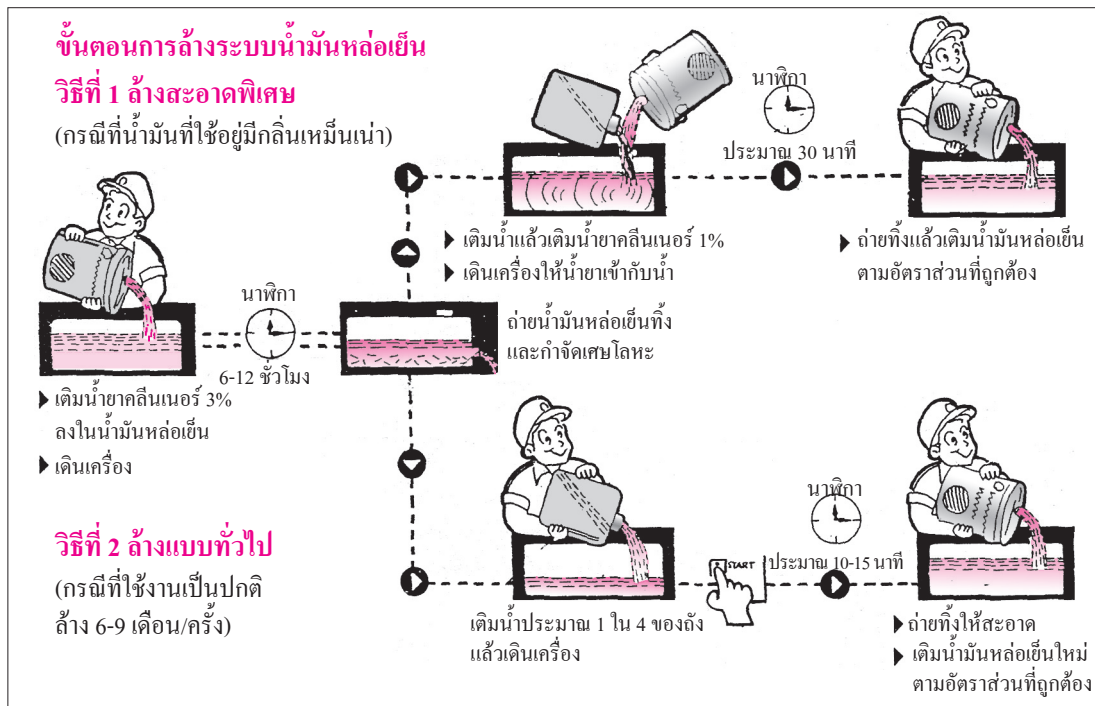 ขั้นตอนการล้างระบบน้ำมันหล่อเย็น
วิธีที่ 1 ล้างสะอาดพิเศษ
(กรณีที่น้ำมันที่ใช้อยู่มีกลิ่นเหม็นเน่า)
นาฬิกา
ประมาณ 30 นาที
เติมน้ำแล้วเติมน้ำยาคลีนเนอร์ 1%
เดินเครื่องให้น้ำยาเข้ากับน้ำ
ถ่ายทิ้งแล้วเติมน้ำมันหล่อเย็น
ตามอัตราส่วนที่ถูกต้อง
นาฬิกา
6-12 ชั่วโมง
ถ่ายน้ำมันหล่อเย็นทิ้ง
และกำจัดเศษโลหะ
เติมน้ำยาคลีนเนอร์ 3%
ลงในน้ำมันหล่อเย็น
เดินเครื่อง
วิธีที่ 2 ล้างแบบทั่วไป
(กรณีที่ใช้งานเป็นปกติ
ล้าง 6-9 เดือน/ครั้ง)
เติมน้ำประมาณ 1 ใน 4 ของถัง
แล้วเดินเครื่อง
START
นาฬิกา
ประมาณ 10-15 นาที
ถ่ายทิ้งให้สะอาด
เติมน้ำมันหล่อเย็นใหม่
ตามอัตราส่วนที่ถูกต้อง